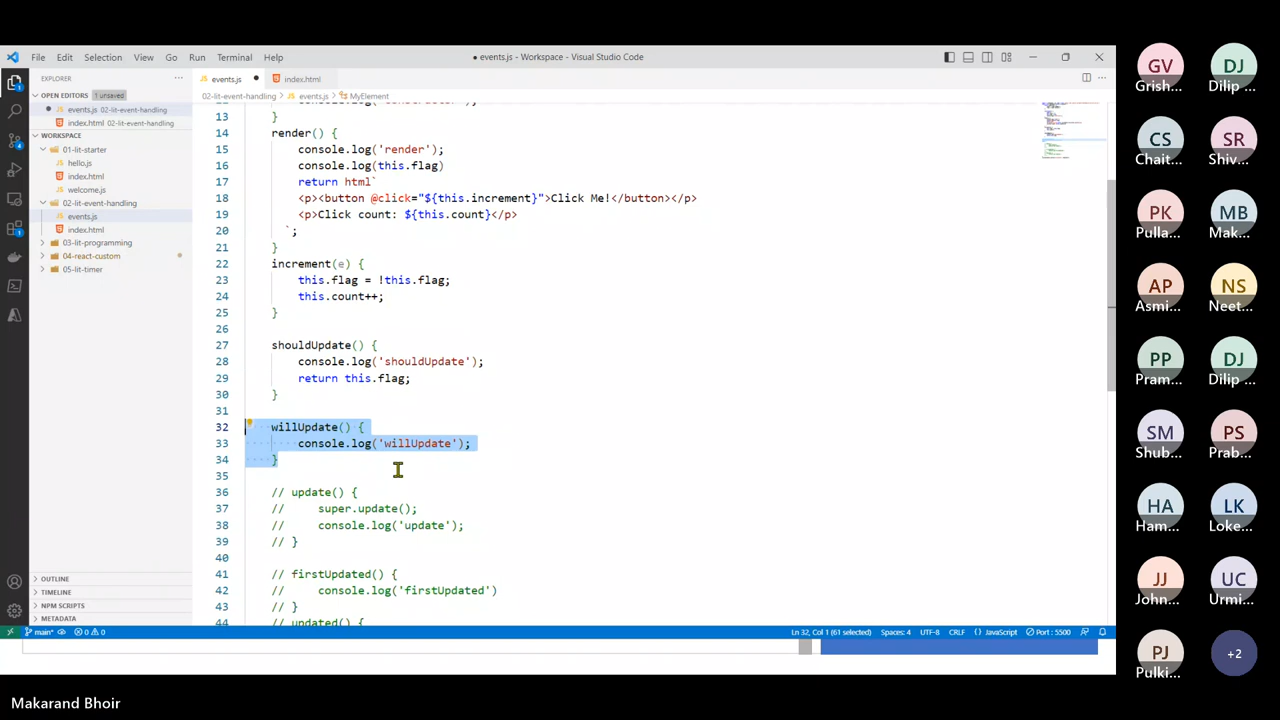 File Edit Selection View Go Run Terminal Help
● events.js - Workspace - Visual Studio Code
EXPLORER
OPEN EDITORS 1 unsaved
events.js 02-lit-event-handling
index.html 02-lit-event-handling
WORKSPACE
01-lit-starter
hello.js
index.html
welcome.js
02-lit-event-handling
events.js
index.html
03-lit-programming
04-react-custom
05-lit-timer
OUTLINE
TIMELINE
NPM SCRIPTS
METADATA
events.js ● index.html
02-lit-event-handling > events.js > MyElement
13 }
14 render() {
15 console.log('render');
16 console.log(this.flag)
17 return html`
18 <p><button @click="${this.increment}">Click Me!</button></p>
19 <p>Click count: ${this.count}</p>
20 `;
21 }
22 increment(e) {
23 this.flag = !this.flag;
24 this.count++;
25 }
26
27 shouldUpdate() {
28 console.log('shouldUpdate');
29 return this.flag;
30 }
31
32 willUpdate() {
33 console.log('willUpdate');
34 }
35
36 // update() {
37 // super.update();
38 // console.log('update');
39 // }
40
41 // firstUpdated() {
42 // console.log('firstUpdated')
43 // }
44 // updated() {
main* 0 0 Ln 32, Col 1 (61 selected) Spaces: 4 UTF-8 CRLF {} JavaScript Port : 5500
GV DJ
Grish... Dilip ...
CS SR
Chait... Shiv...
PK MB
Pulla... Mak...
AP NS
Asmi... Neet...
PP DJ
Pram... Dilip ...
SM PS
Shub... Prab...
HA LK
Ham... Loke...
JJ UC
John... Urmi...
PJ +2
Pulki...
Makarand Bhoir